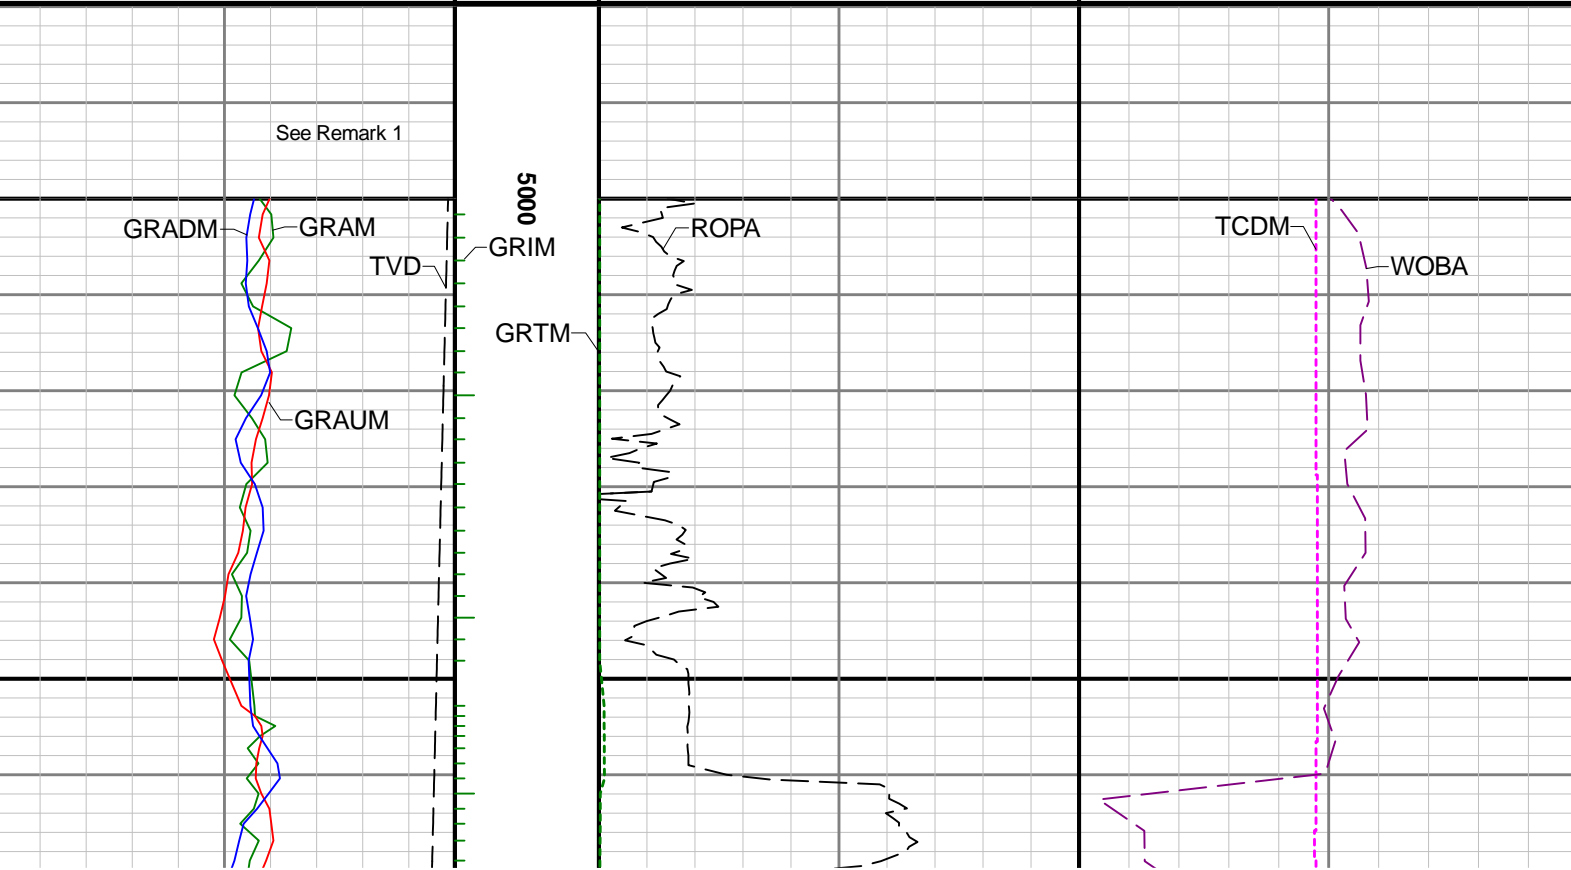 See Remark 1
5000
GRADM
GRAM
ROPA
TCDM
GRIM
TVD
WOBA
GRTM
GRAUM